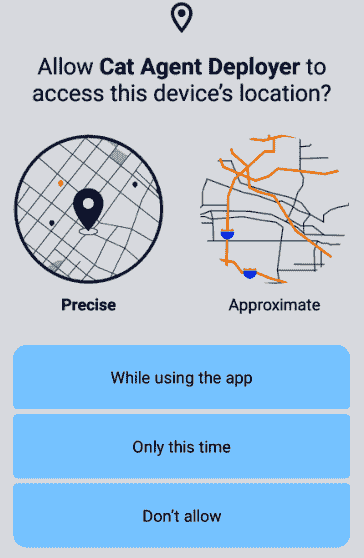 Allow Cat Agent Deployer to
access this device's location?
Precise
Approximate
While using the app
Only this time
Don't allow